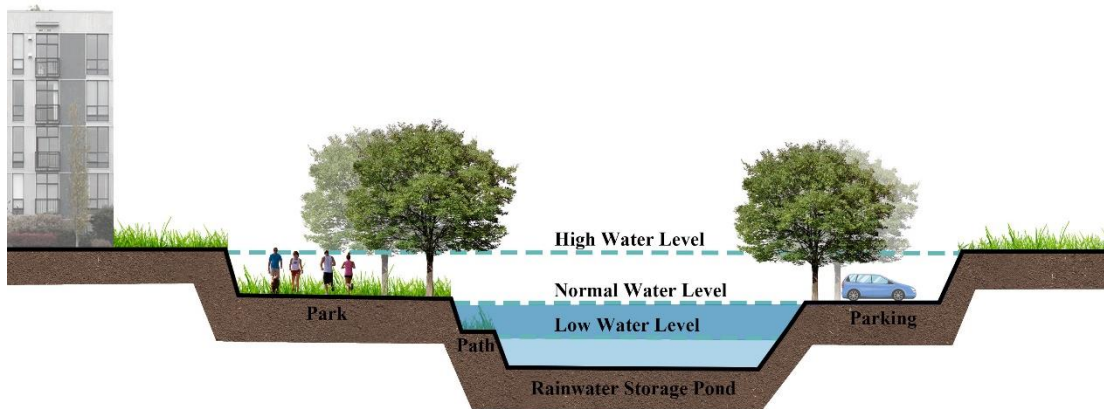 High Water Level
Normal Water Level
Park
Low Water Level
Parking
Path
Rainwater Storage Pond